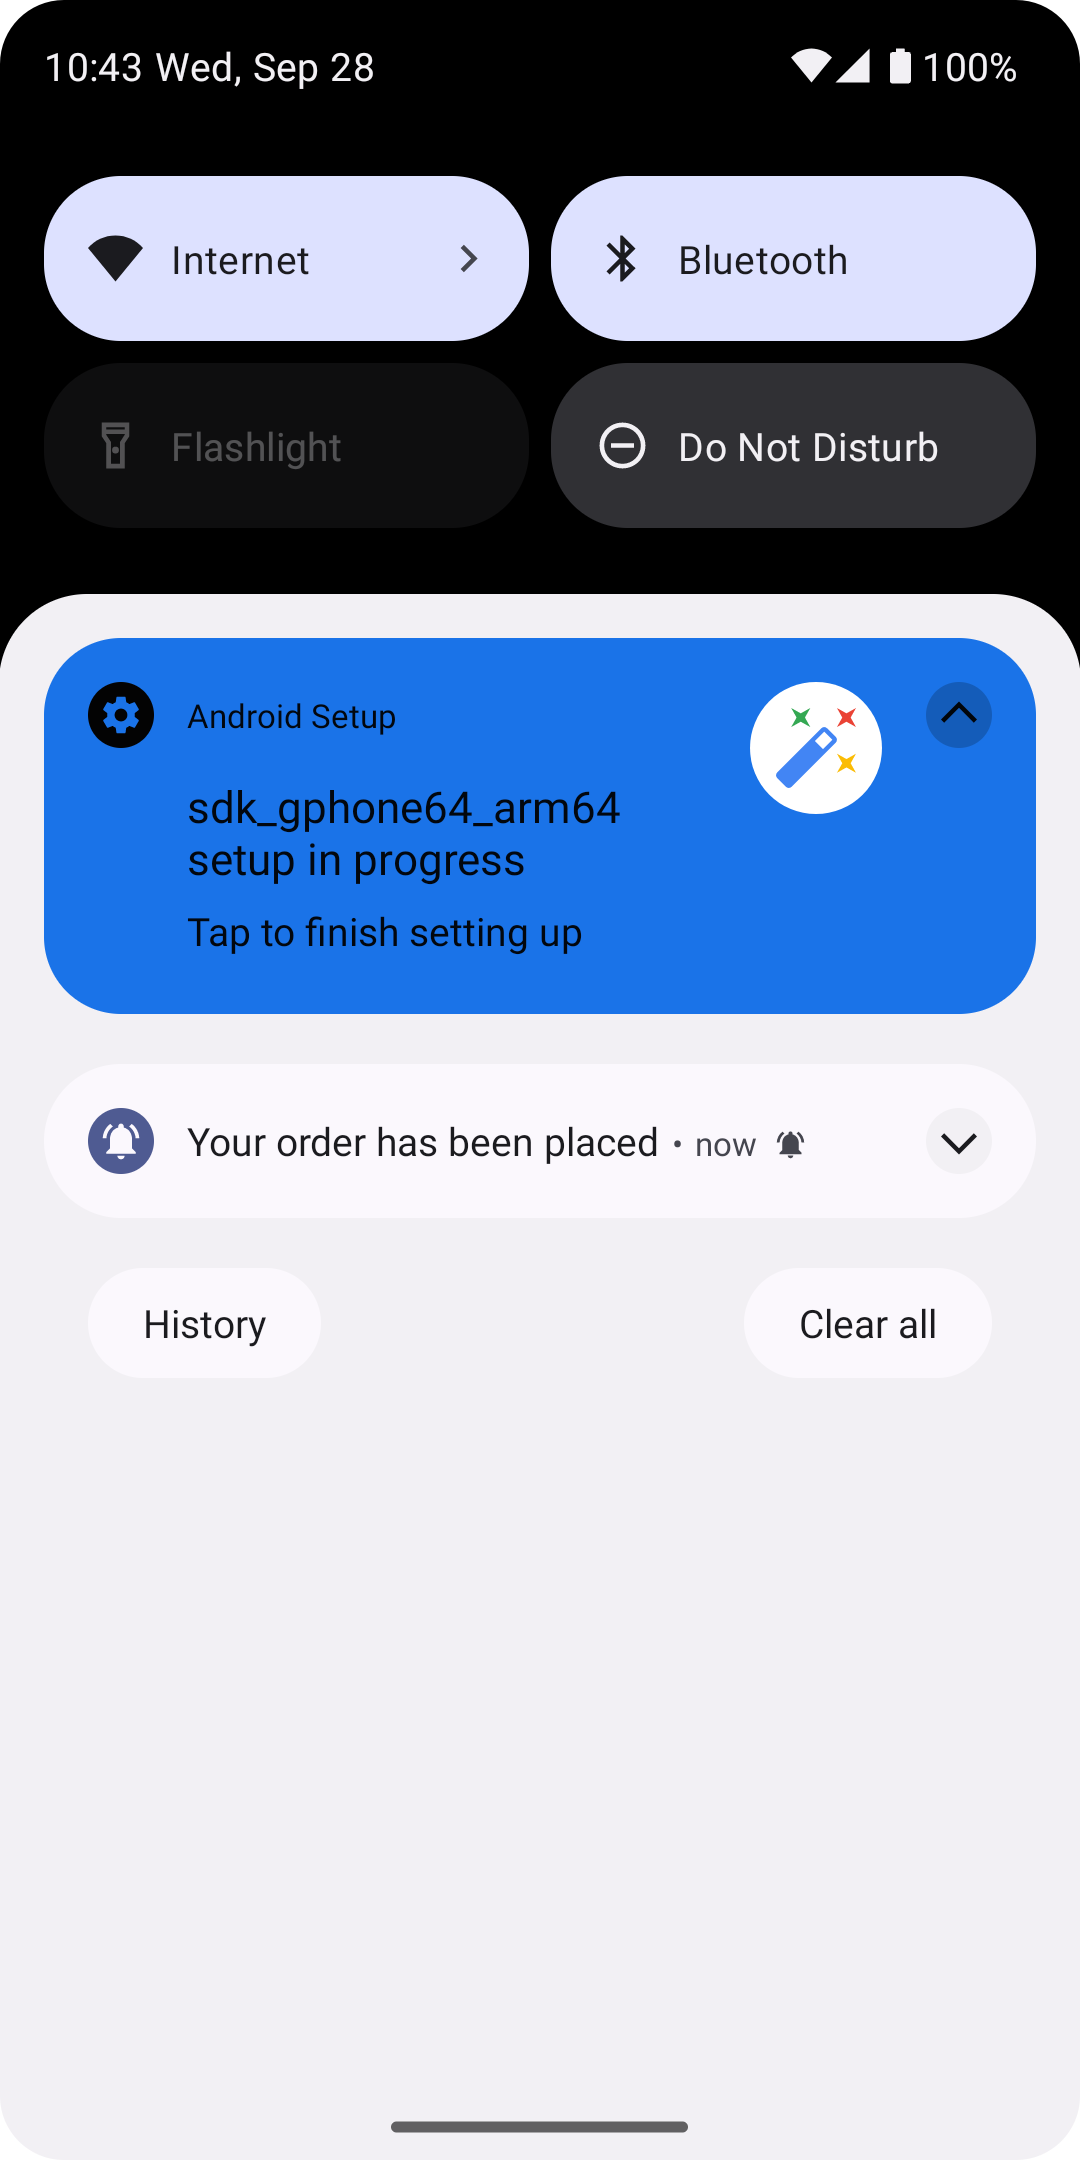 10:43 Wed, Sep 28
100%
Internet
Bluetooth
Flashlight
Do Not Disturb
Android Setup
sdk_gphone64_arm64
setup in progress
Tap to finish setting up
Your order has been placed • now
History
Clear all